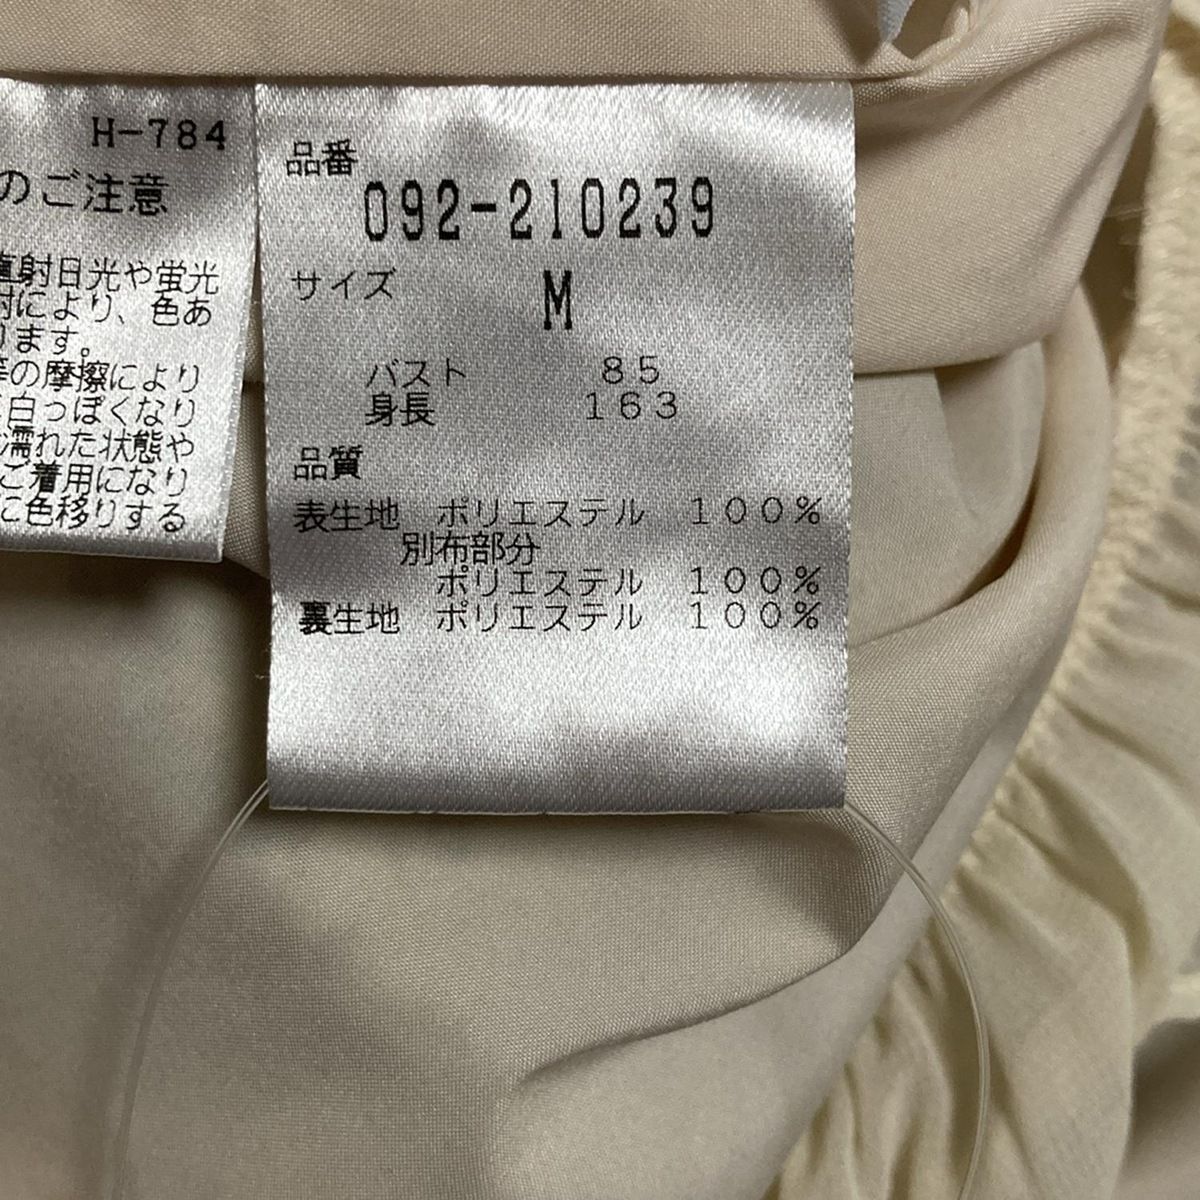 H-784
のご注意
直射日光や蛍光
射により、色あ
ります。
等の摩擦により
白っぽくなり
濡れた状態や
ご着用になり
に色移りする
品番
092-210239
サイズ M
バスト 85
身長 163
品質
表生地 ポリエステル 100%
別布部分
ポリエステル 100%
裏生地 ポリエステル 100%